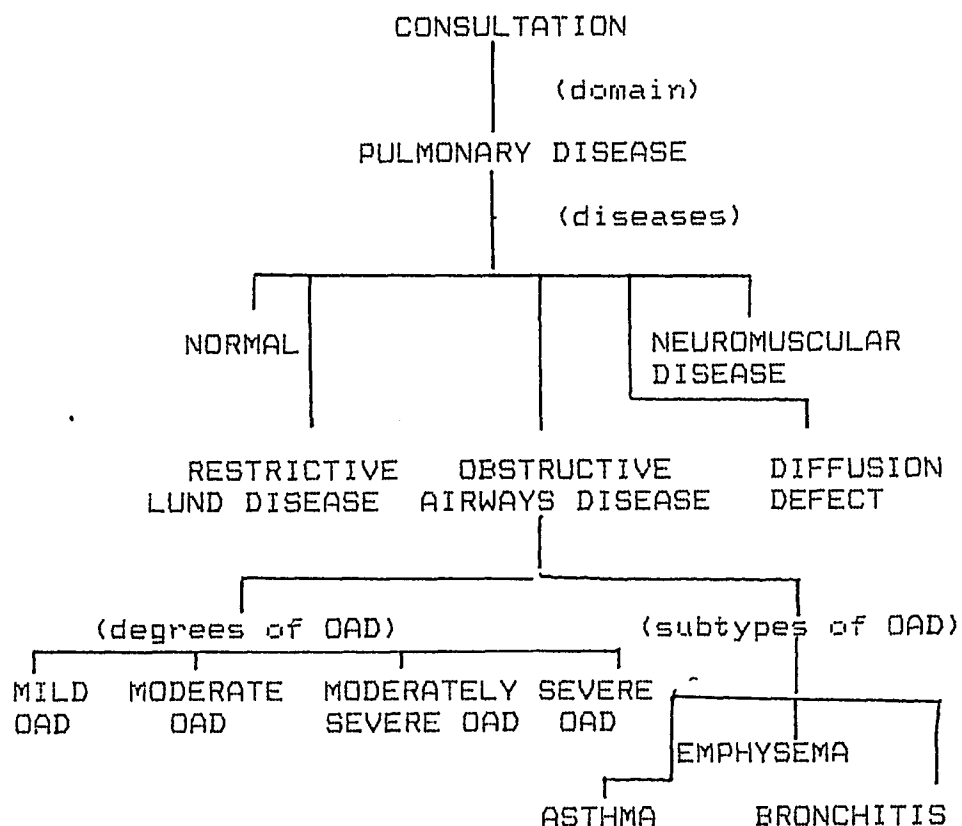 CONSULTATION
(domain)
PULMONARY DISEASE
(diseases)
NORMAL
NEUROMUSCULAR
DISEASE
RESTRICTIVE
LUND DISEASE
OBSTRUCTIVE
AIRWAYS DISEASE
DIFFUSION
DEFECT
(degrees of OAD)
(subtypes of OAD)
MILD
OAD
MODERATE
OAD
MODERATELY
SEVERE OAD
SEVERE
OAD
EMPHYSEMA
ASTHMA
BRONCHITIS